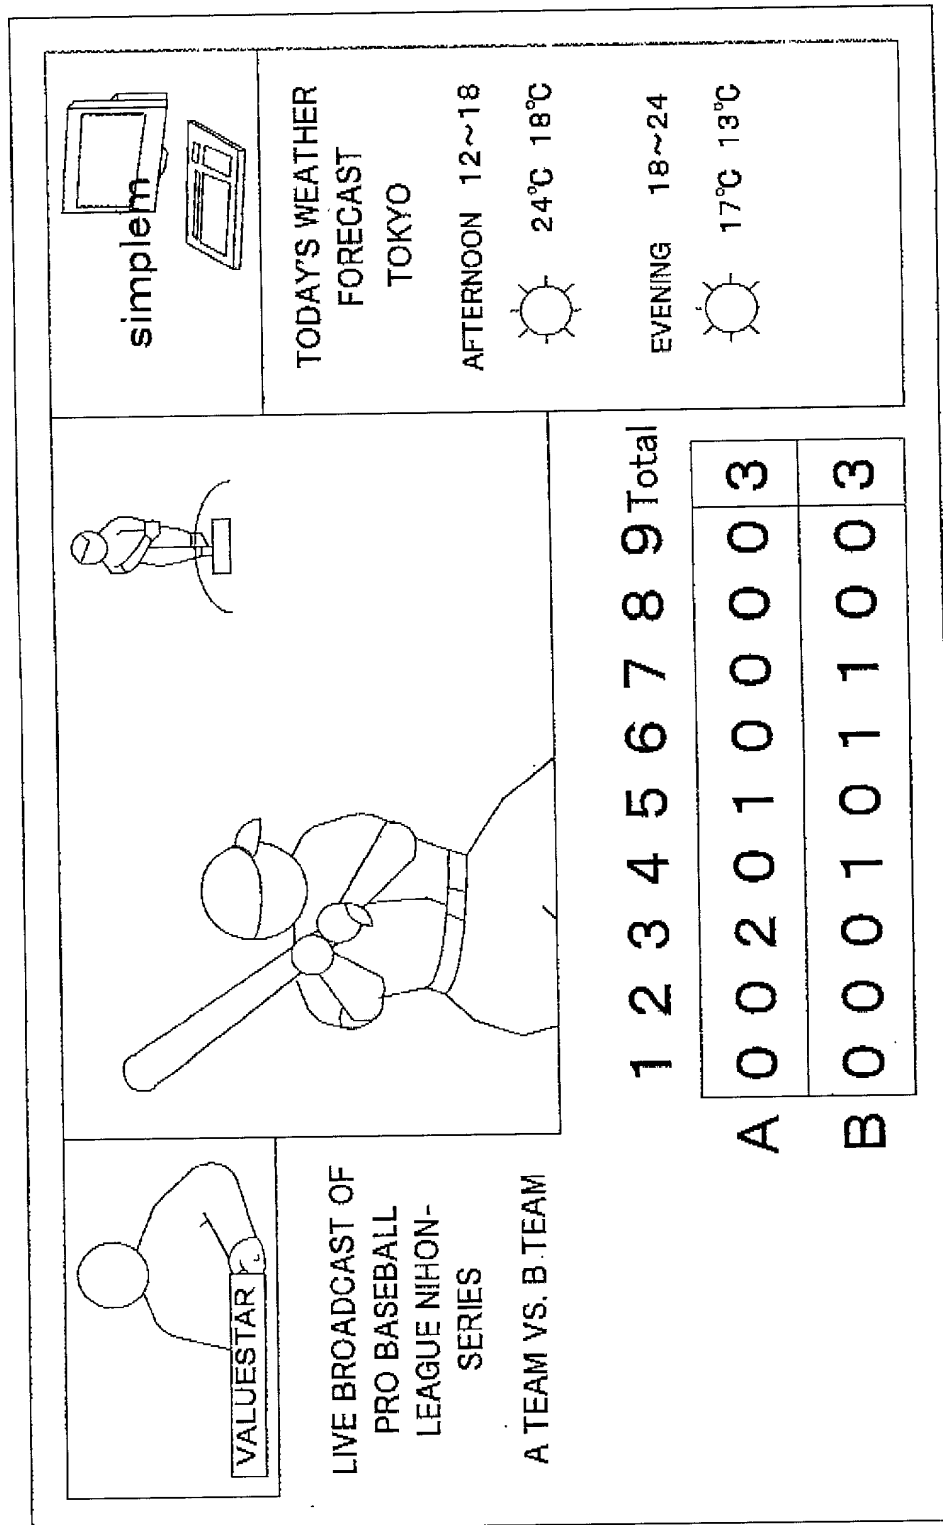 VALUESTAR
LIVE BROADCAST OF
PRO BASEBALL
LEAGUE NIHON-
SERIES
A TEAM VS. B TEAM
simplem
TODAY'S WEATHER
FORECAST
TOKYO
AFTERNOON 12~18
24°C 18°C
EVENING 18~24
17°C 13°C
1 2 3 4 5 6 7 8 9 Total
A 0 0 2 0 1 0 0 0 0 3
B 0 0 0 1 0 1 1 0 0 3